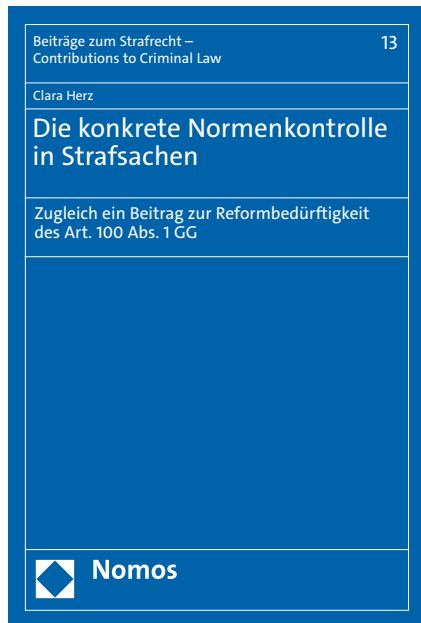 Beiträge zum Strafrecht –
Contributions to Criminal Law
13
Clara Herz
Die konkrete Normenkontrolle
in Strafsachen
Zugleich ein Beitrag zur Reformbedürftigkeit
des Art. 100 Abs. 1 GG
Nomos